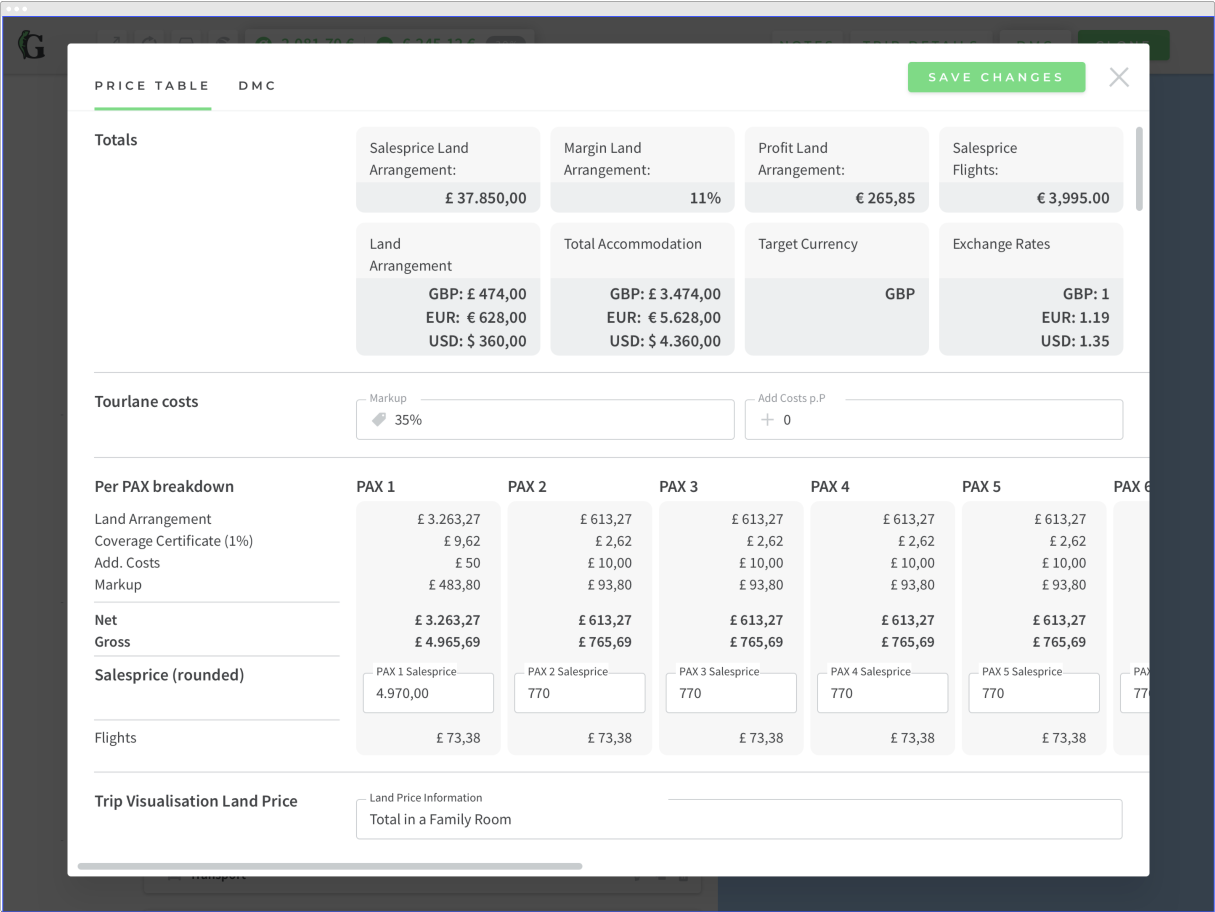 PRICE TABLE DMC
SAVE CHANGES
Totals
Salesprice Land
Arrangement:
£ 37.850,00
Margin Land
Arrangement:
11%
Profit Land
Arrangement:
€ 265,85
Salesprice
Flights:
€ 3,995.00
Land
Arrangement
GBP: £ 474,00
EUR: € 628,00
USD: $ 360,00
Total Accommodation
GBP: £ 3.474,00
EUR: € 5.628,00
USD: $ 4.360,00
Target Currency
GBP
Exchange Rates
GBP: 1
EUR: 1.19
USD: 1.35
Tourlane costs
Markup
35%
Add Costs p.P
0
Per PAX breakdown PAX 1 PAX 2 PAX 3 PAX 4 PAX 5 PAX 6
Land Arrangement £ 3.263,27 £ 613,27 £ 613,27 £ 613,27 £ 613,27
Coverage Certificate (1%) £ 9,62 £ 2,62 £ 2,62 £ 2,62 £ 2,62
Add. Costs £ 50 £ 10,00 £ 10,00 £ 10,00 £ 10,00
Markup £ 483,80 £ 93,80 £ 93,80 £ 93,80 £ 93,80
Net £ 3.263,27 £ 613,27 £ 613,27 £ 613,27 £ 613,27
Gross £ 4.965,69 £ 765,69 £ 765,69 £ 765,69 £ 765,69
Salesprice (rounded)
PAX 1 Salesprice PAX 2 Salesprice PAX 3 Salesprice PAX 4 Salesprice PAX 5 Salesprice PAX
4.970,00 770 770 770 770
Flights £ 73,38 £ 73,38 £ 73,38 £ 73,38 £ 73,38
Trip Visualisation Land Price
Land Price Information
Total in a Family Room
Transport